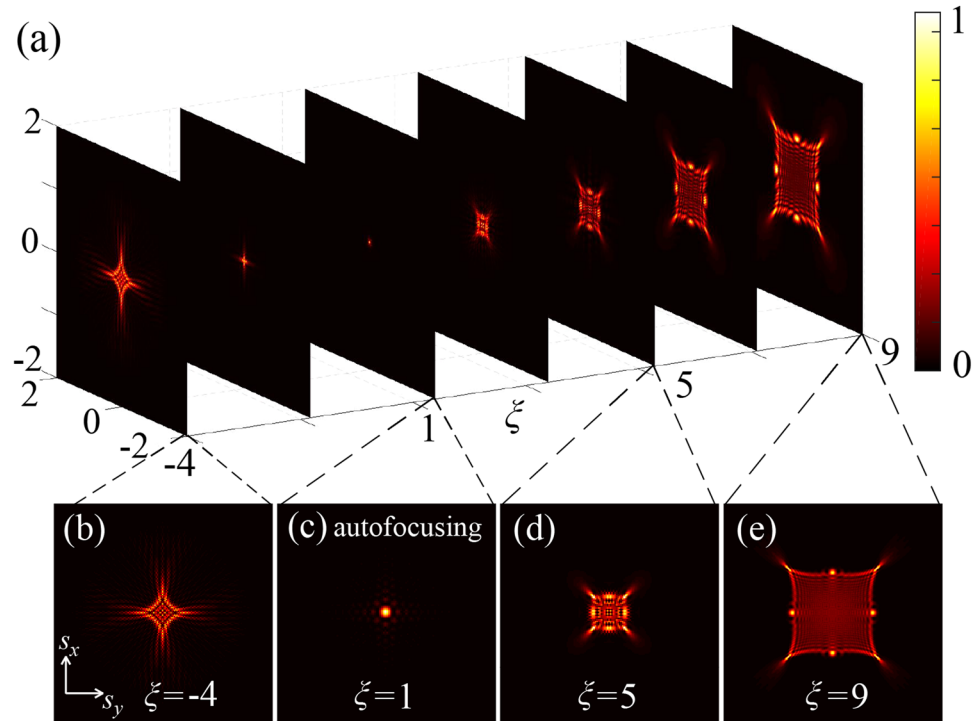 (a)
1
0
2
0
-2
2
0
-2
-4
1
ξ
5
9
(b)
(c) autofocusing
(d)
(e)
s_x
s_y
ξ=-4
ξ=1
ξ=5
ξ=9